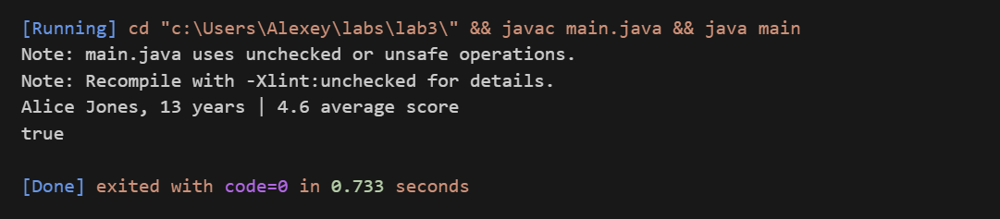 [Running] cd "c:\Users\Alexey\labs\lab3\" && javac main.java && java main
Note: main.java uses unchecked or unsafe operations.
Note: Recompile with -Xlint:unchecked for details.
Alice Jones, 13 years | 4.6 average score
true
[Done] exited with code=0 in 0.733 seconds